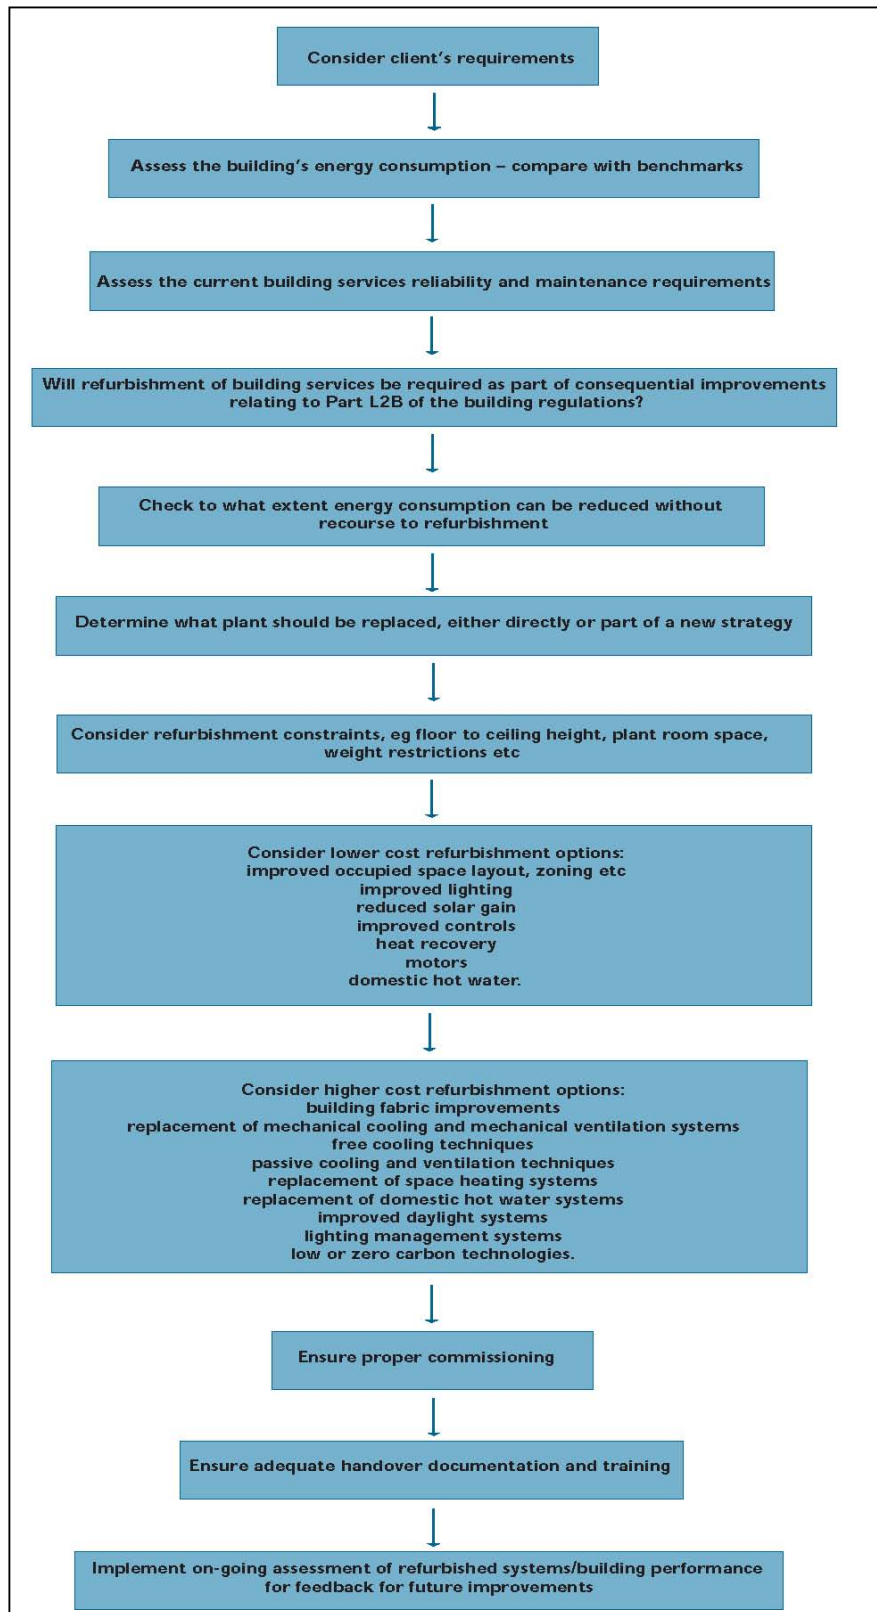 Consider client's requirements
Assess the building's energy consumption – compare with benchmarks
Assess the current building services reliability and maintenance requirements
Will refurbishment of building services be required as part of consequential improvements
relating to Part L2B of the building regulations?
Check to what extent energy consumption can be reduced without
recourse to refurbishment
Determine what plant should be replaced, either directly or part of a new strategy
Consider refurbishment constraints, eg floor to ceiling height, plant room space,
weight restrictions etc
Consider lower cost refurbishment options:
improved occupied space layout, zoning etc
improved lighting
reduced solar gain
improved controls
heat recovery
motors
domestic hot water.
Consider higher cost refurbishment options:
building fabric improvements
replacement of mechanical cooling and mechanical ventilation systems
free cooling techniques
passive cooling and ventilation techniques
replacement of space heating systems
replacement of domestic hot water systems
improved daylight systems
lighting management systems
low or zero carbon technologies.
Ensure proper commissioning
Ensure adequate handover documentation and training
Implement on-going assessment of refurbished systems/building performance
for feedback for future improvements